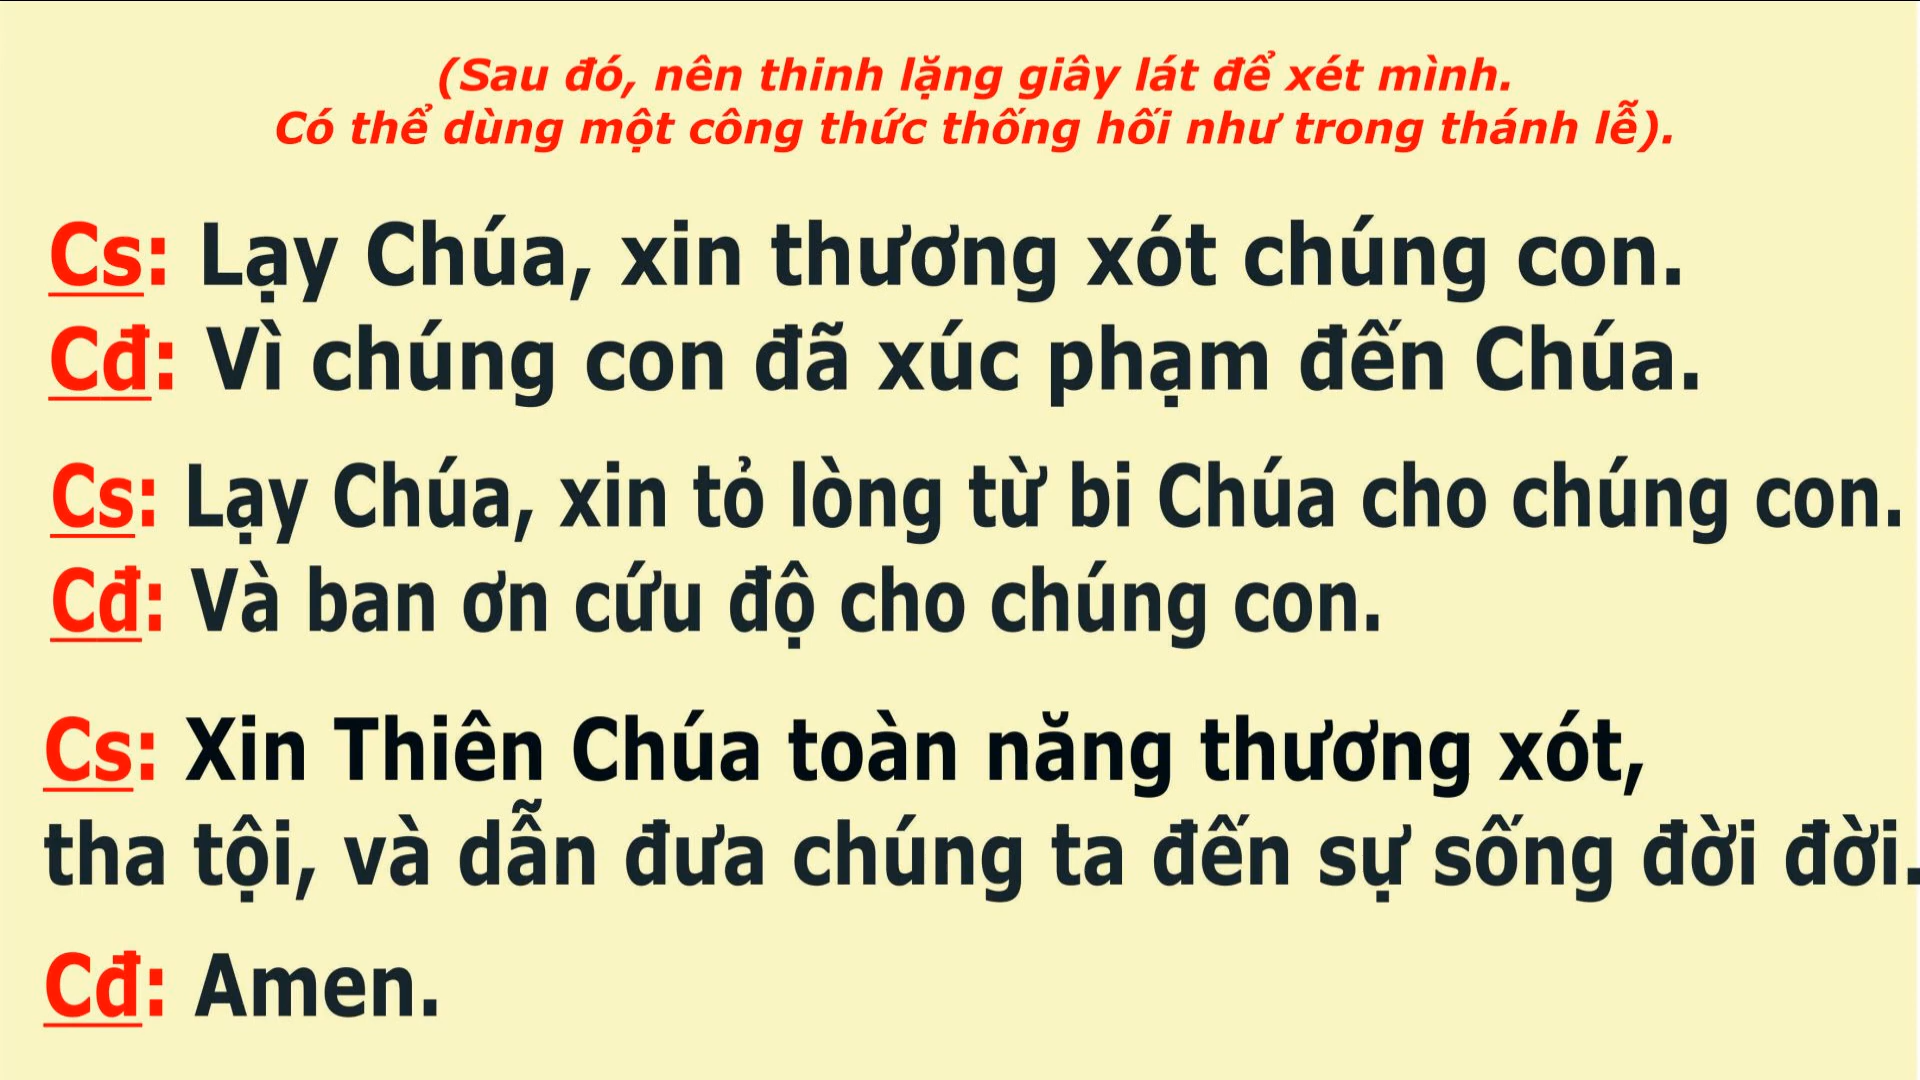 (Sau đó, nên thinh lặng giây lát để xét mình.
Có thể dùng một công thức thống hối như trong thánh lễ).
Cs: Lạy Chúa, xin thương xót chúng con.
Cđ: Vì chúng con đã xúc phạm đến Chúa.
Cs: Lạy Chúa, xin tỏ lòng từ bi Chúa cho chúng con.
Cđ: Và ban ơn cứu độ cho chúng con.
Cs: Xin Thiên Chúa toàn năng thương xót,
tha tội, và dẫn đưa chúng ta đến sự sống đời đời.
Cđ: Amen.